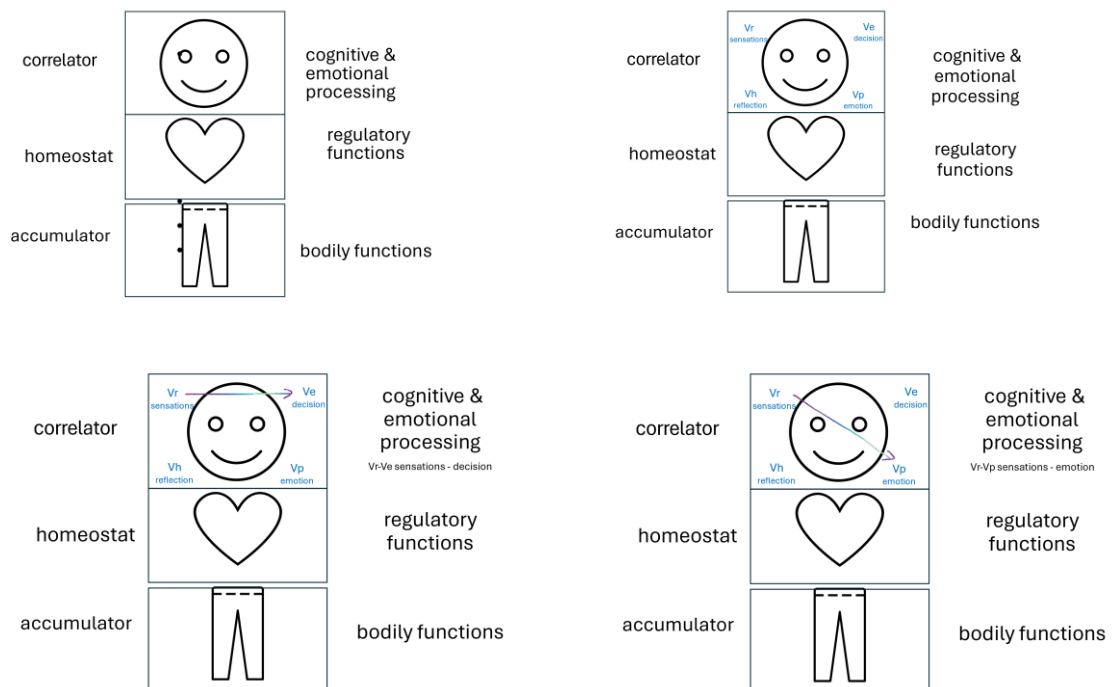 correlator
cognitive &
emotional
processing
homeostat
regulatory
functions
accumulator
bodily functions
Vr
sensations
Ve
decision
correlator
cognitive &
emotional
processing
Vh
reflection
Vp
emotion
homeostat
regulatory
functions
accumulator
bodily functions
Vr
sensations
Ve
decision
correlator
cognitive &
emotional
processing
Vr-Ve sensations - decision
Vh
reflection
Vp
emotion
homeostat
regulatory
functions
accumulator
bodily functions
Vr
sensations
Ve
decision
correlator
cognitive &
emotional
processing
Vr-Vp sensations - emotion
Vh
reflection
Vp
emotion
homeostat
regulatory
functions
accumulator
bodily functions